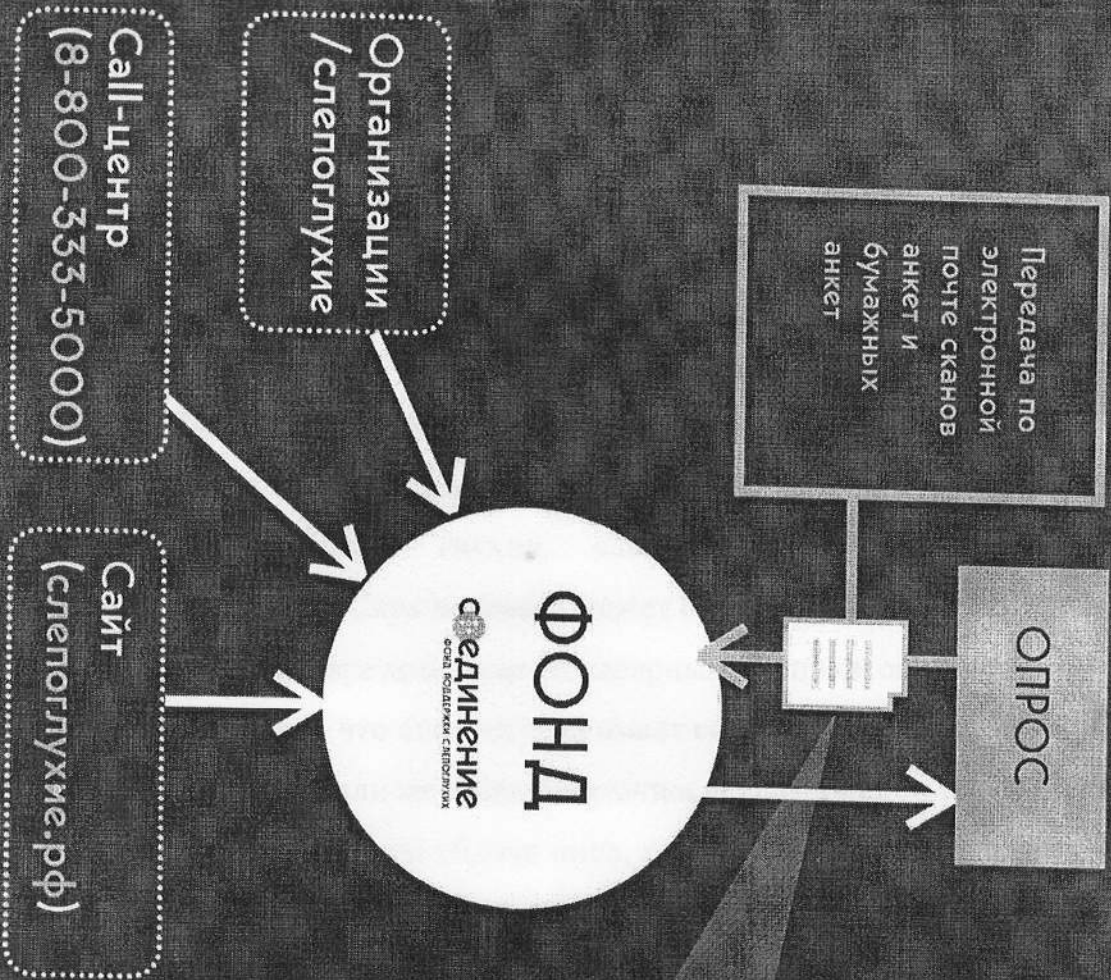 Передача по
электронной
почте сканов
анкет и
бумажных
анкет
ОПРОС
ФОНД
соединение
ФОНД ПОДДЕРЖКИ СЛЕПОГЛУХИХ
Организации
/слепоглухие
Call-центр
(8-800-333-5000)
Сайт
(слепоглухие.рф)